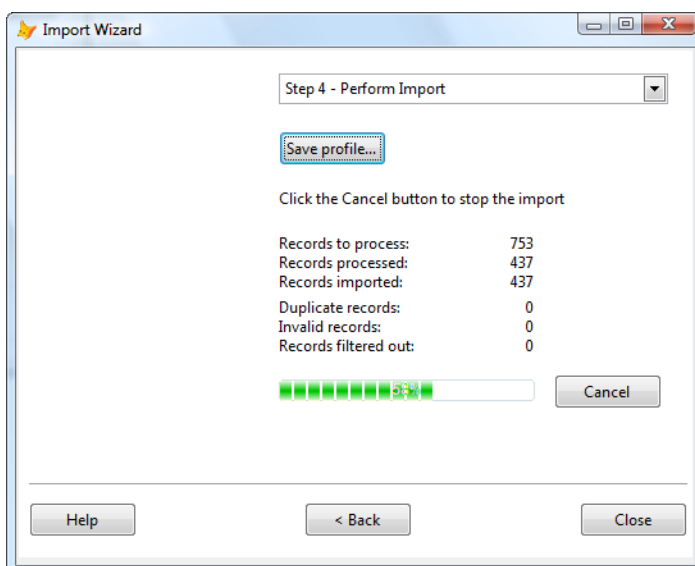 Import Wizard
Step 4 - Perform Import
Save profile...
Click the Cancel button to stop the import
Records to process: 753
Records processed: 437
Records imported: 437
Duplicate records: 0
Invalid records: 0
Records filtered out: 0
58%
Cancel
Help
< Back
Close